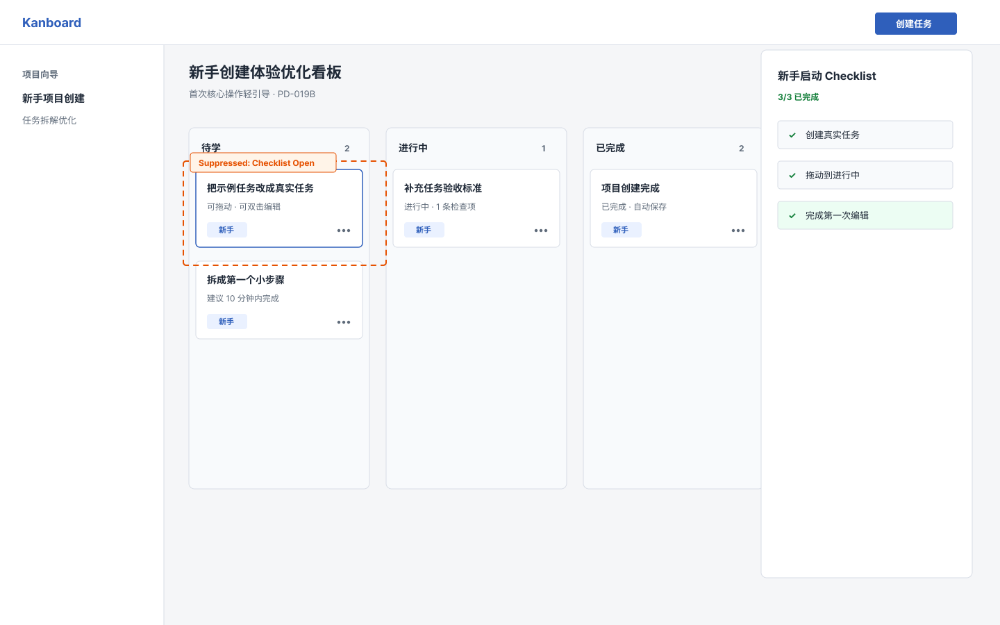 Kanboard
创建任务
项目向导
新手项目创建
任务拆解优化
新手创建体验优化看板
首次核心操作轻引导 · PD-019B
待学
2
Suppressed: Checklist Open
把示例任务改成真实任务
可拖动 · 可双击编辑
新手
拆成第一个小步骤
建议 10 分钟内完成
新手
进行中
1
补充任务验收标准
进行中 · 1 条检查项
新手
已完成
2
项目创建完成
已完成 · 自动保存
新手
新手启动 Checklist
3/3 已完成
创建真实任务
拖动到进行中
完成第一次编辑